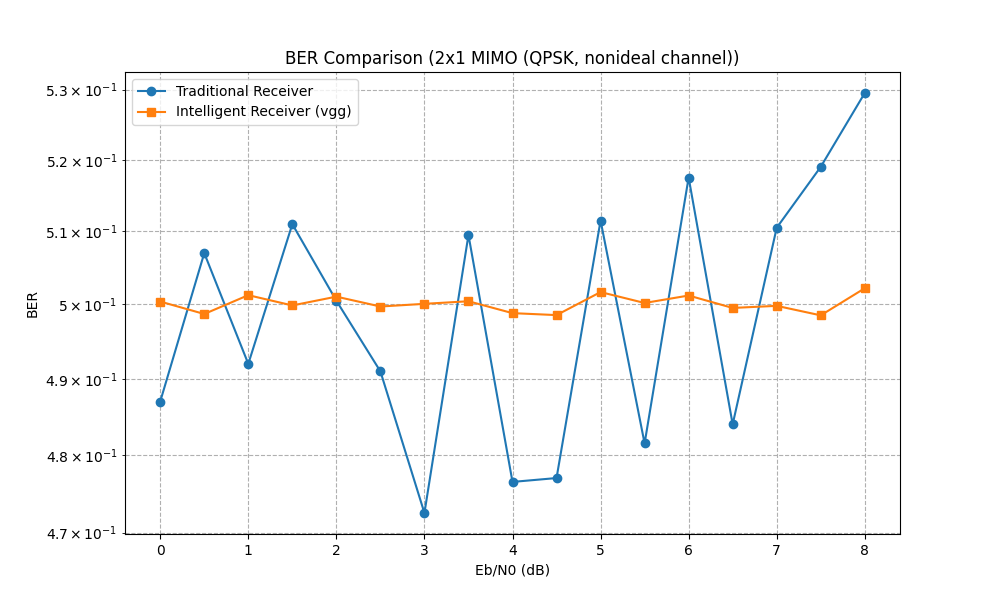 BER Comparison (2x1 MIMO (QPSK, nonideal channel))
Traditional Receiver
Intelligent Receiver (vgg)
BER
5.3 × 10⁻¹
5.2 × 10⁻¹
5.1 × 10⁻¹
5 × 10⁻¹
4.9 × 10⁻¹
4.8 × 10⁻¹
4.7 × 10⁻¹
0 1 2 3 4 5 6 7 8
Eb/N0 (dB)